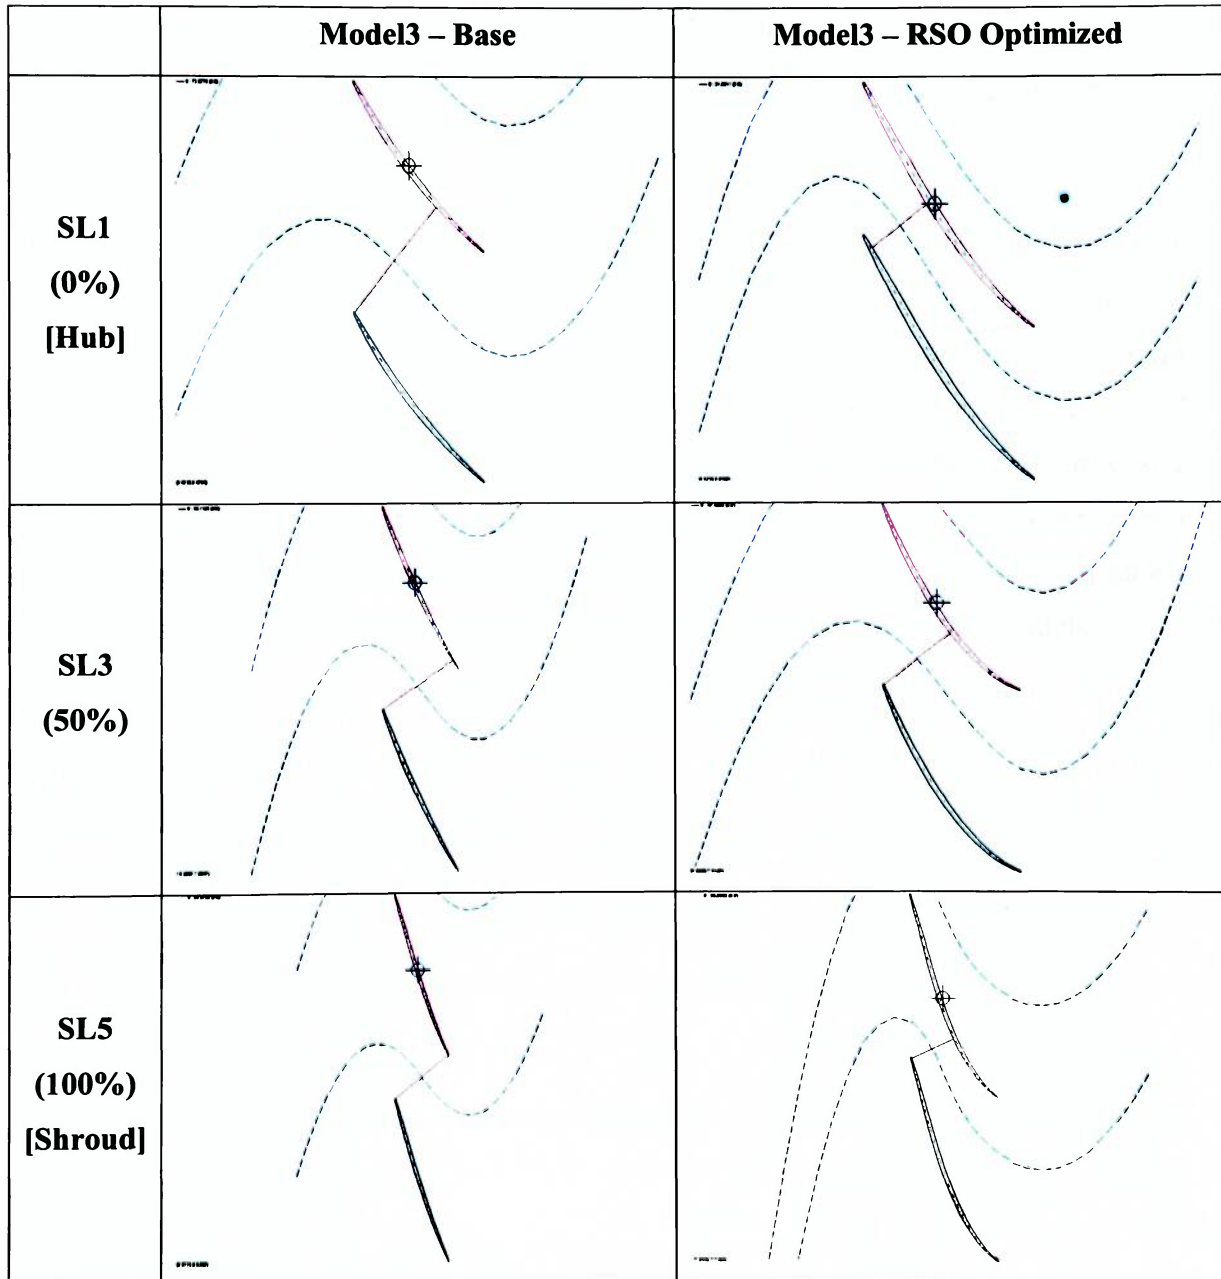 Model3 – Base
Model3 – RSO Optimized
SL1
(0%)
[Hub]
SL3
(50%)
SL5
(100%)
[Shroud]